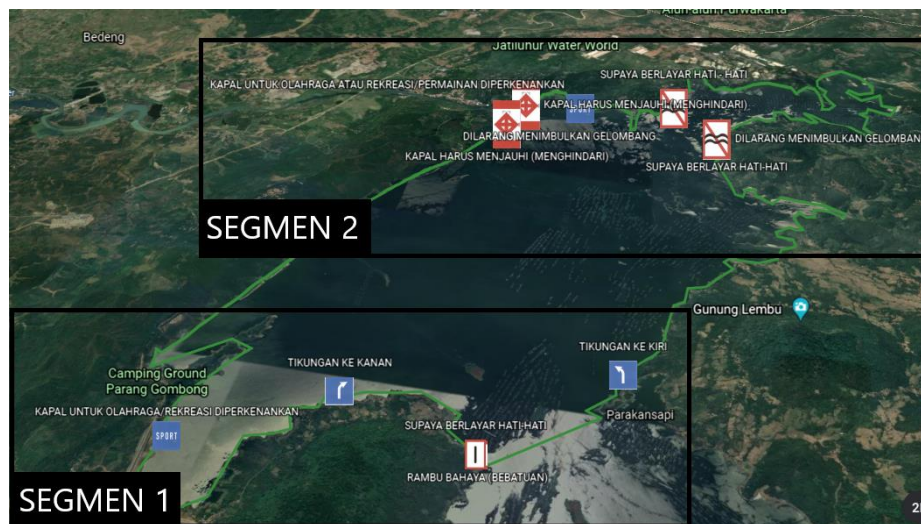 Alun-alun Purwakarta
Bedeng
Jatiluhur Water World
SUPAYA BERLAYAR HATI - HATI
KAPAL UNTUK OLAHRAGA ATAU REKREASI/PERMAINAN DIPERKENANKAN
KAPAL HARUS MENJAUHI (MENGHINDARI)
SPORT
DILARANG MENIMBULKAN GELOMBANG
DILARANG MENIMBULKAN GELOMBAN
KAPAL HARUS MENJAUHI (MENGHINDARI)
SUPAYA BERLAYAR HATI-HATI
SEGMEN 2
Gunung Lembu
TIKUNGAN KE KIRI
TIKUNGAN KE KANAN
Camping Ground
Parang Gombong
KAPAL UNTUK OLAHRAGA/REKREASI DIPERKENANKAN
Parakansapi
SUPAYA BERLAYAR HATI-HATI
SPORT
RAMBU BAHAYA (BEBATUAN)
SEGMEN 1